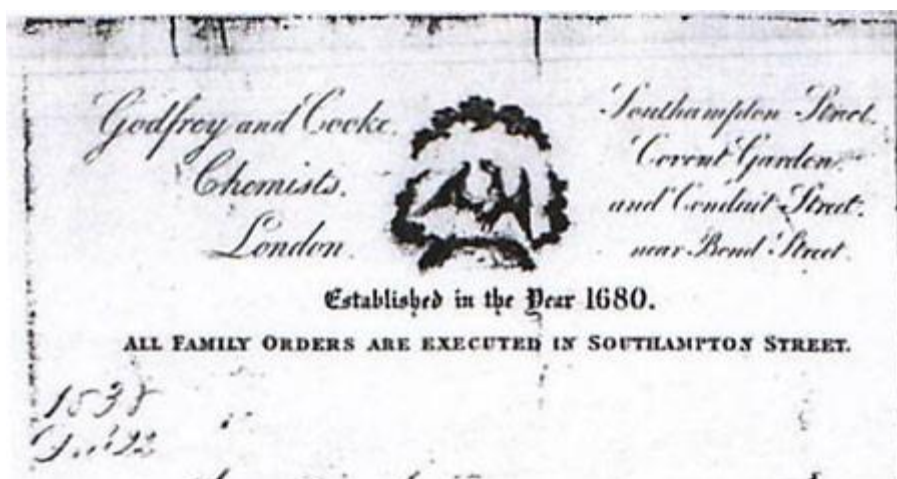 Godfrey and Cooke.
Chemists.
London.
Southampton Street.
Covent Garden.
and Conduit Street.
near Bond Street.
Established in the Year 1680.
ALL FAMILY ORDERS ARE EXECUTED IN SOUTHAMPTON STREET.